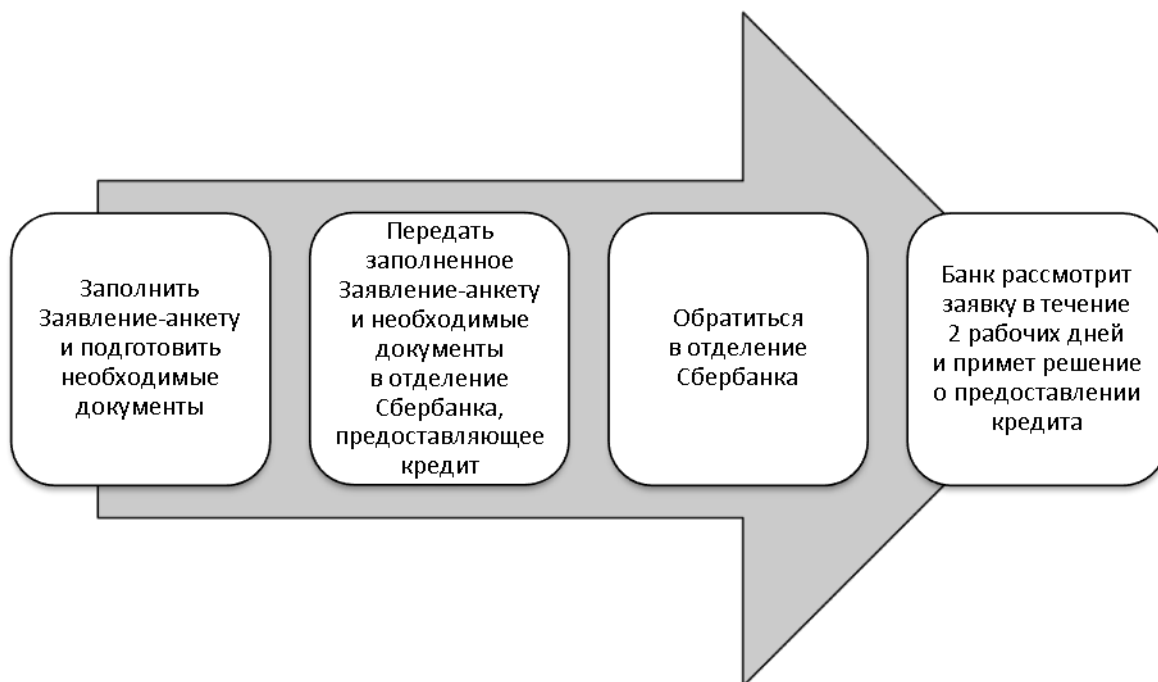 Заполнить
Заявление-анкету
и подготовить
необходимые
документы
Передать
заполненное
Заявление-анкету
и необходимые
документы
в отделение
Сбербанка,
предоставляющее
кредит
Обратиться
в отделение
Сбербанка
Банк рассмотрит
заявку в течение
2 рабочих дней
и примет решение
о предоставлении
кредита